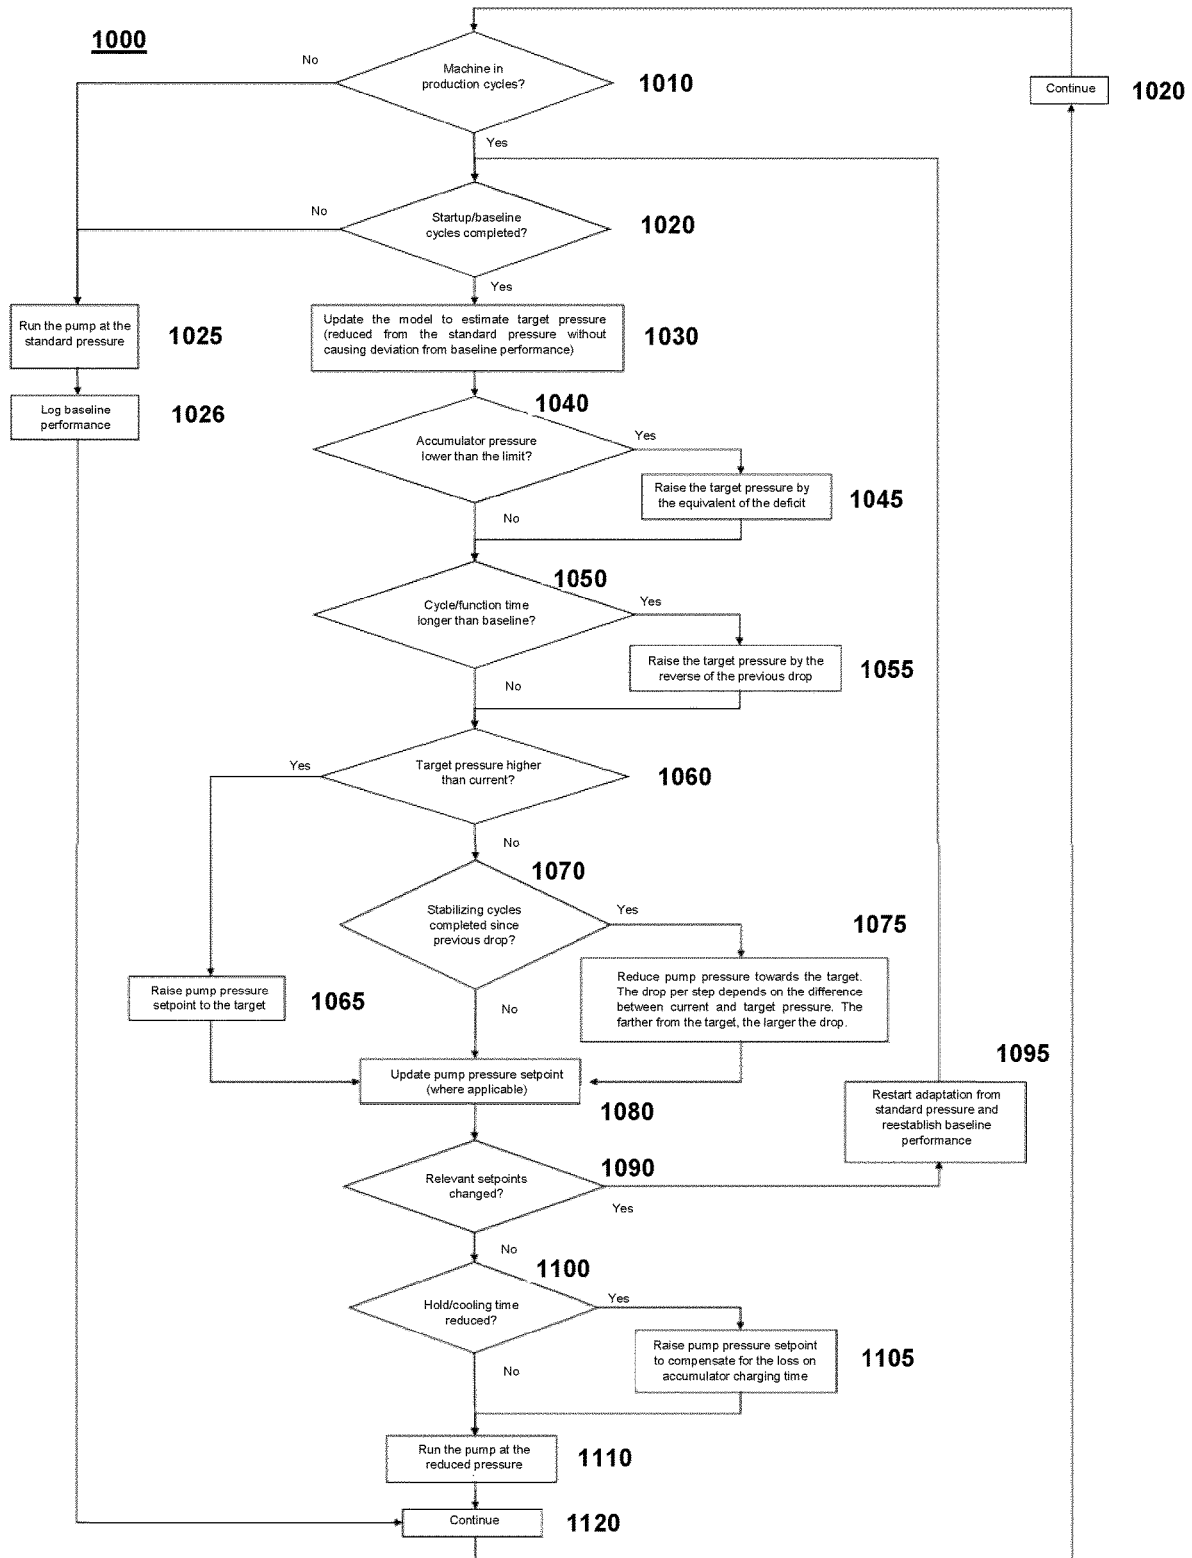 1000
No
Machine in
production cycles?
1010
Continue
1020
Yes
No
Startup/baseline
cycles completed?
1020
Yes
Run the pump at the
standard pressure
1025
Update the model to estimate target pressure
(reduced from the standard pressure without
causing deviation from baseline performance)
1030
Log baseline
performance
1026
1040
Accumulator pressure
lower than the limit?
Yes
Raise the target pressure by
the equivalent of the deficit
1045
No
1050
Cycle/function time
longer than baseline?
Yes
Raise the target pressure by the
reverse of the previous drop
1055
No
Yes
Target pressure higher
than current?
1060
No
1070
Stabilizing cycles
completed since
previous drop?
Yes
1075
Raise pump pressure
setpoint to the target
1065
Reduce pump pressure towards the target.
The drop per step depends on the difference
between current and target pressure. The
farther from the target, the larger the drop.
No
1095
Update pump pressure setpoint
(where applicable)
1080
Restart adaptation from
standard pressure and
reestablish baseline
performance
1090
Relevant setpoints
changed?
Yes
No
1100
Hold/cooling time
reduced?
Yes
Raise pump pressure setpoint
to compensate for the loss on
accumulator charging time
1105
No
Run the pump at the
reduced pressure
1110
Continue
1120